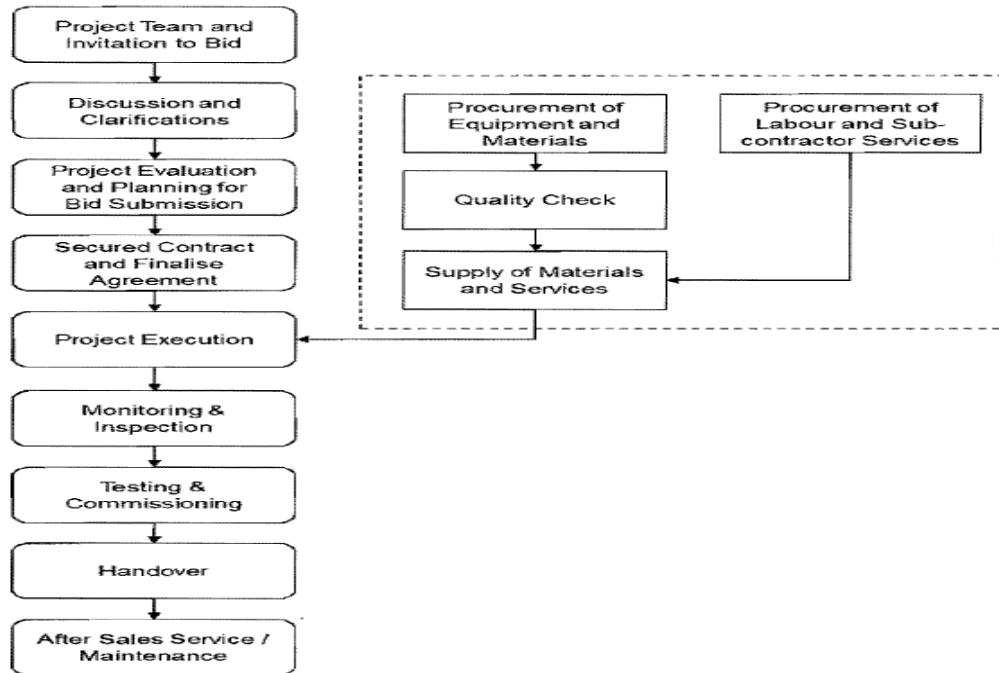 Project Team and
Invitation to Bid
Discussion and
Clarifications
Project Evaluation
and Planning for
Bid Submission
Secured Contract
and Finalise
Agreement
Project Execution
Monitoring &
Inspection
Testing &
Commissioning
Handover
After Sales Service /
Maintenance
Procurement of
Equipment and
Materials
Quality Check
Supply of Materials
and Services
Procurement of
Labour and Sub-
contractor Services